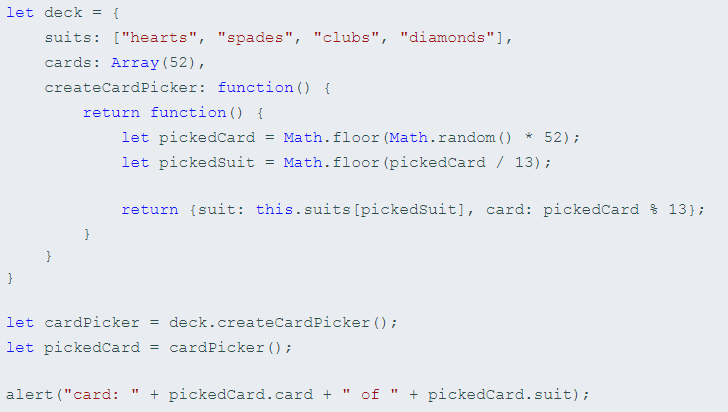 let deck = {
    suits: ["hearts", "spades", "clubs", "diamonds"],
    cards: Array(52),
    createCardPicker: function() {
        return function() {
            let pickedCard = Math.floor(Math.random() * 52);
            let pickedSuit = Math.floor(pickedCard / 13);

            return {suit: this.suits[pickedSuit], card: pickedCard % 13};
        }
    }
}

let cardPicker = deck.createCardPicker();
let pickedCard = cardPicker();

alert("card: " + pickedCard.card + " of " + pickedCard.suit);